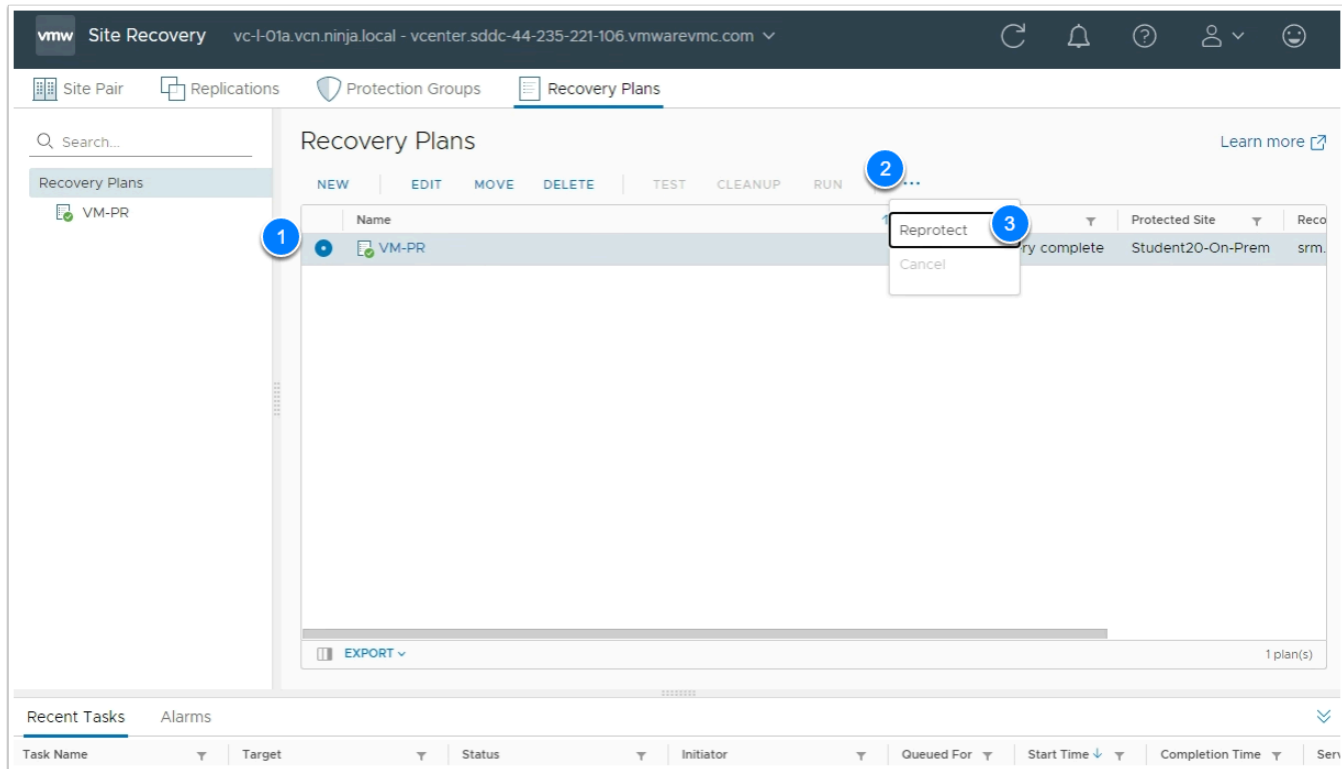 vmw Site Recovery vc-l-01a.vcn.ninja.local - vcenter.sddc-44-235-221-106.vmwarevmc.com
Site Pair Replications Protection Groups Recovery Plans
Search...
Recovery Plans
VM-PR
Recovery Plans Learn more
NEW EDIT MOVE DELETE TEST CLEANUP RUN 2 ...
Name Protected Site Reco
1 VM-PR ry complete Student20-On-Prem srm.
Reprotect 3
Cancel
EXPORT 1 plan(s)
Recent Tasks Alarms
Task Name Target Status Initiator Queued For Start Time Completion Time Serv